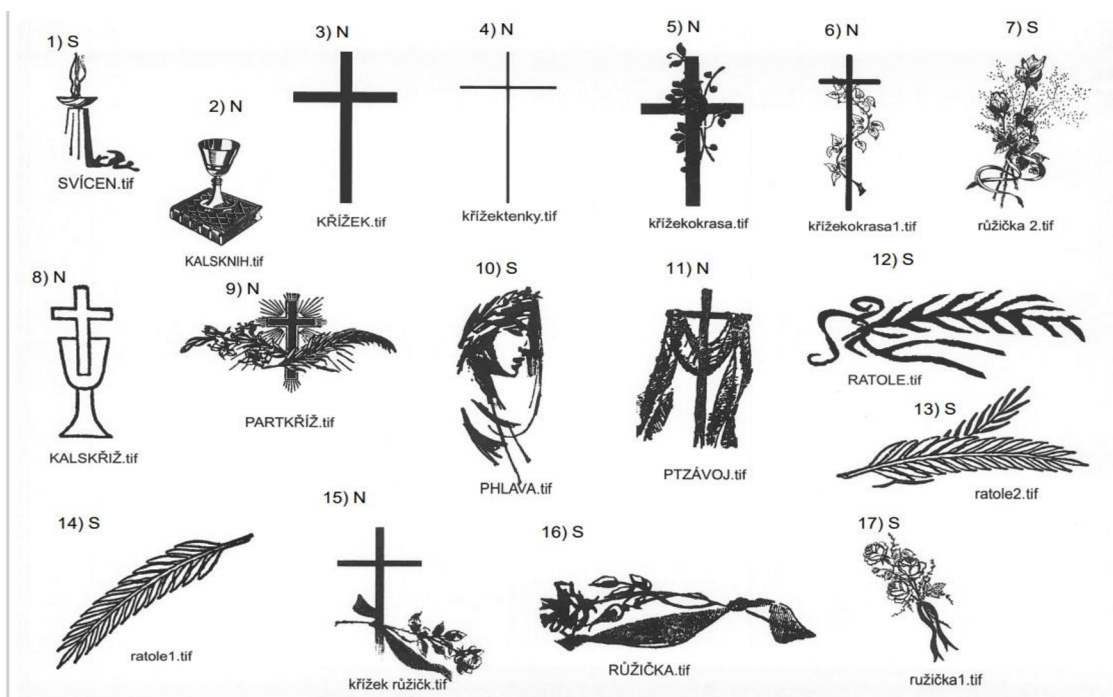 1) S
SVÍCEN.tif
2) N
KALSKNIH.tif
3) N
KŘÍŽEK.tif
4) N
křížektenky.tif
5) N
křížekokrasa.tif
6) N
křížekokrasa1.tif
7) S
růžička 2.tif
8) N
KALSKŘIŽ.tif
9) N
PARTKŘÍŽ.tif
10) S
PHLAVA.tif
11) N
PTZÁVOJ.tif
12) S
RATOLE.tif
13) S
ratole2.tif
14) S
ratole1.tif
15) N
křížek růžičk.tif
16) S
RŮŽIČKA.tif
17) S
ružička1.tif